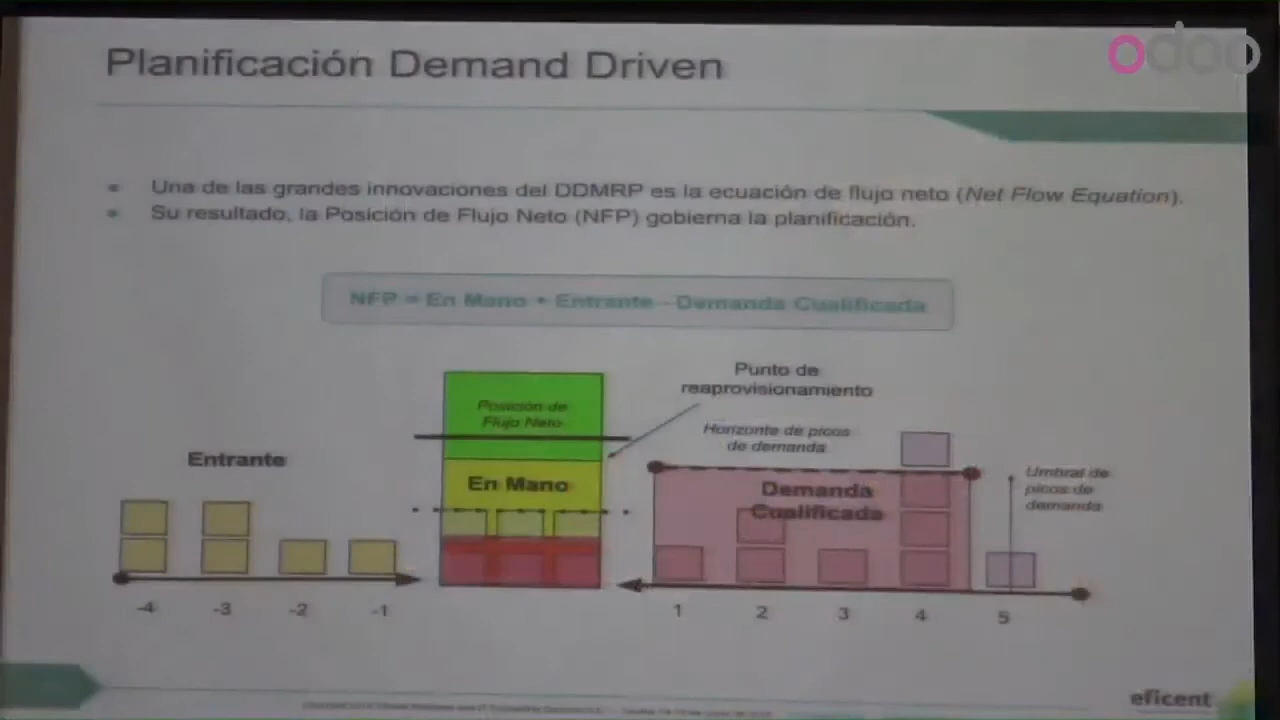 odoo
Planificación Demand Driven
Una de las grandes innovaciones del DDMRP es la ecuación de flujo neto (Net Flow Equation).
Su resultado, la Posición de Flujo Neto (NFP) gobierna la planificación.
NFP = En Mano + Entrante - Demanda Cualificada
Punto de
reaprovisionamiento
Posición de
Flujo Neto
Horizonte de picos
de demanda
Entrante
En Mano
Demanda
Cualificada
Umbral de
picos de
demanda
-4 -3 -2 -1 1 2 3 4 5
eficent